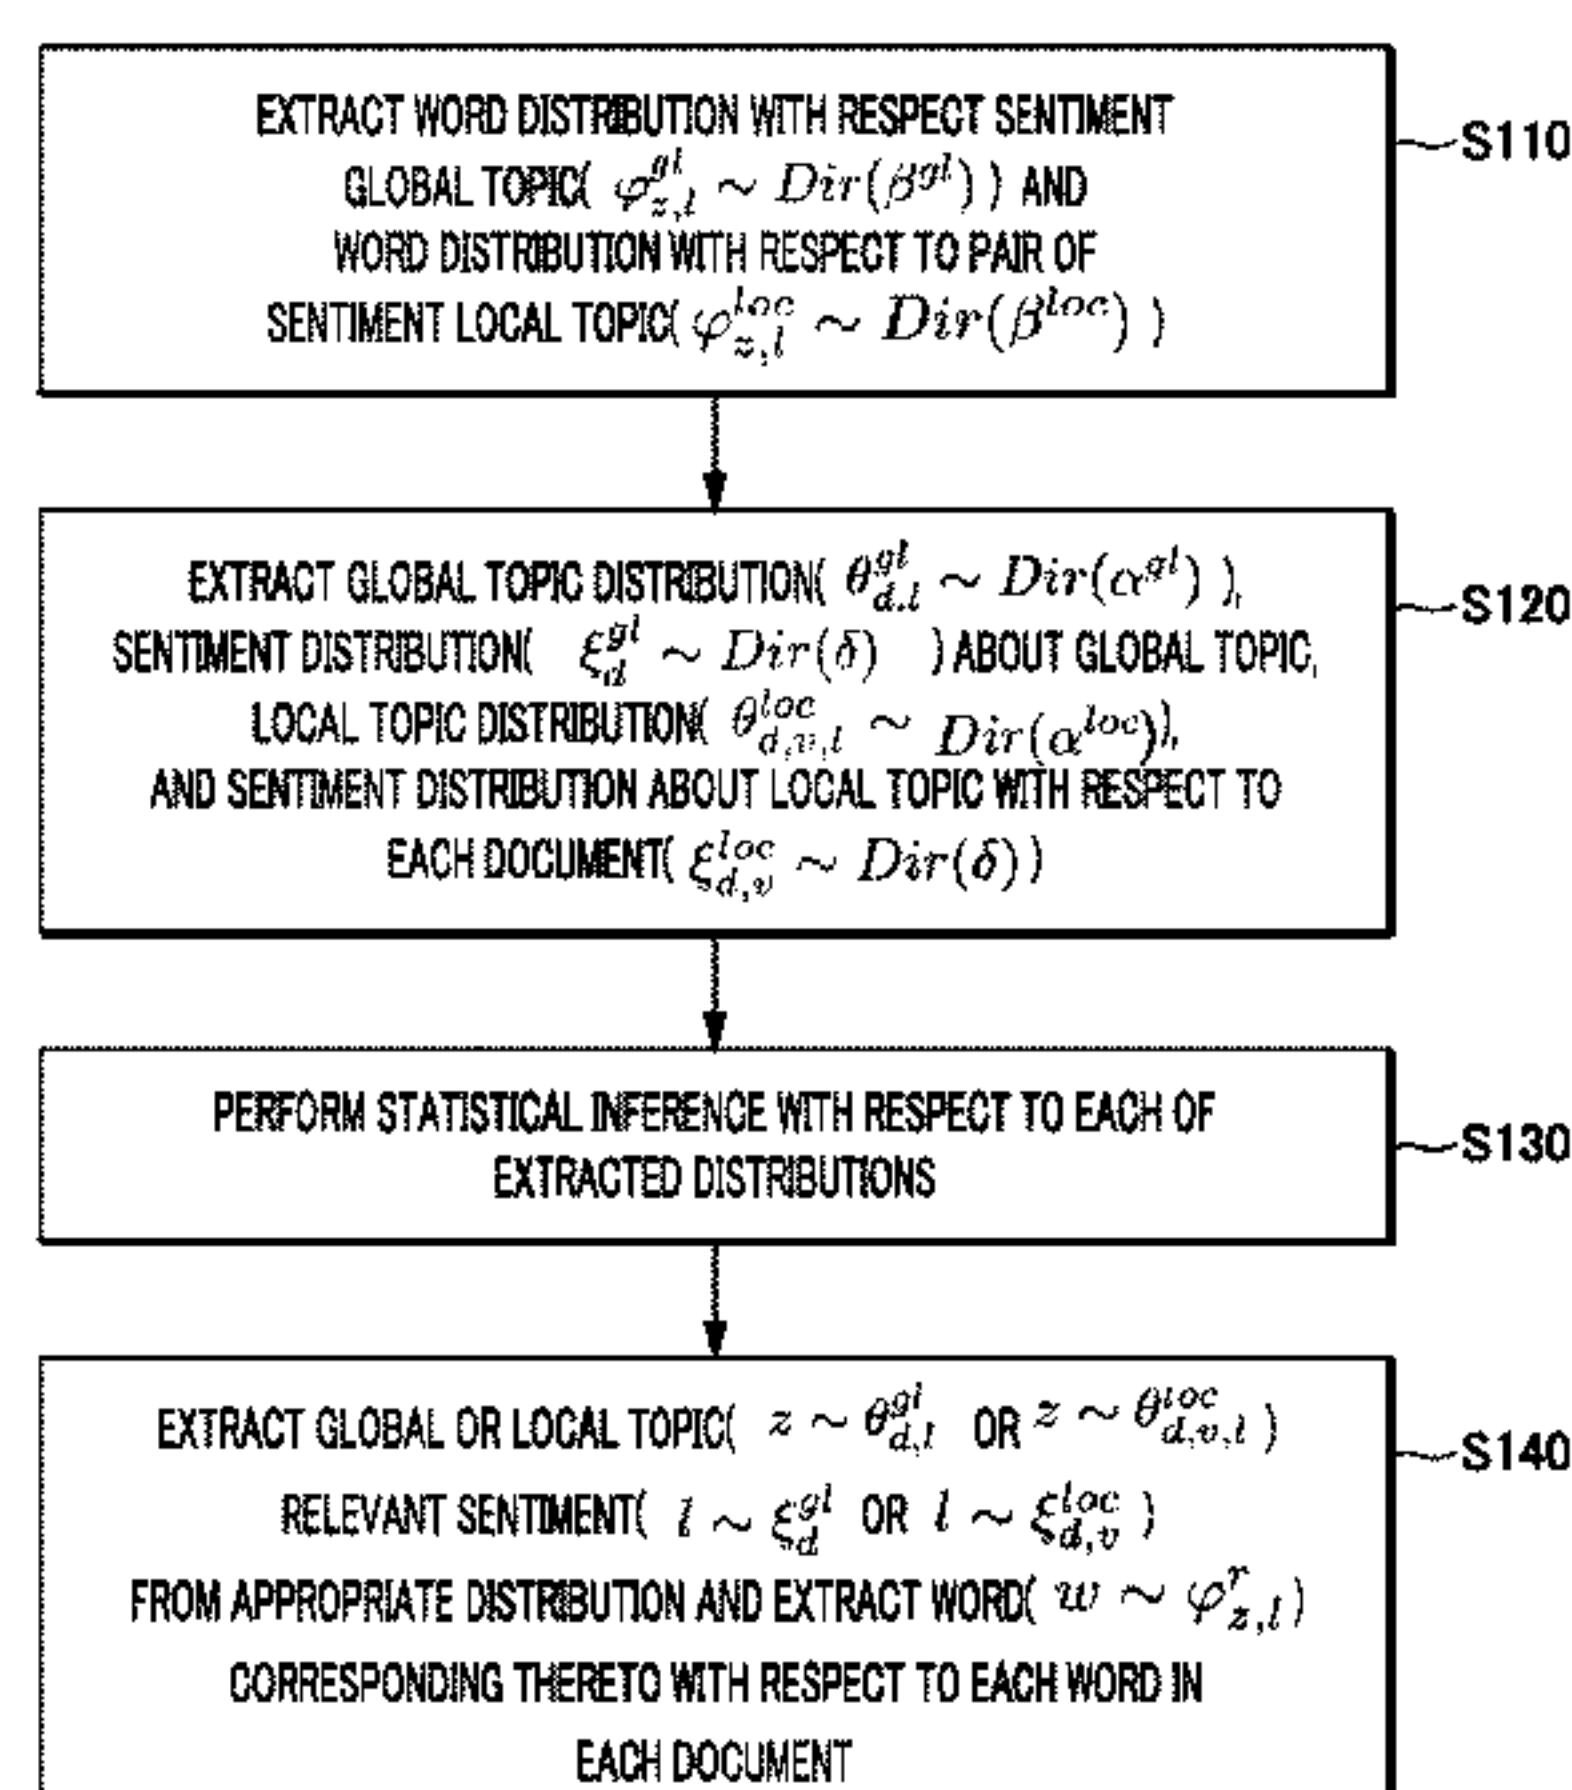 EXTRACT WORD DISTRIBUTION WITH RESPECT SENTIMENT
GLOBAL TOPIC( φ^{gl}_{z,l} ~ Dir(β^{gl}) ) AND
WORD DISTRIBUTION WITH RESPECT TO PAIR OF
SENTIMENT LOCAL TOPIC( φ^{loc}_{z,l} ~ Dir(β^{loc}) )
S110
EXTRACT GLOBAL TOPIC DISTRIBUTION( θ^{gl}_{d,l} ~ Dir(α^{gl}) ),
SENTIMENT DISTRIBUTION( ξ^{gl}_{d} ~ Dir(δ) ) ABOUT GLOBAL TOPIC,
LOCAL TOPIC DISTRIBUTION( θ^{loc}_{d,v,l} ~ Dir(α^{loc})),
AND SENTIMENT DISTRIBUTION ABOUT LOCAL TOPIC WITH RESPECT TO
EACH DOCUMENT( ξ^{loc}_{d,v} ~ Dir(δ) )
S120
PERFORM STATISTICAL INFERENCE WITH RESPECT TO EACH OF
EXTRACTED DISTRIBUTIONS
S130
EXTRACT GLOBAL OR LOCAL TOPIC( z ~ θ^{gl}_{d,l} OR z ~ θ^{loc}_{d,v,l} )
RELEVANT SENTIMENT( l ~ ξ^{gl}_{d} OR l ~ ξ^{loc}_{d,v} )
FROM APPROPRIATE DISTRIBUTION AND EXTRACT WORD( w ~ φ^{r}_{z,l} )
CORRESPONDING THERETO WITH RESPECT TO EACH WORD IN
EACH DOCUMENT
S140